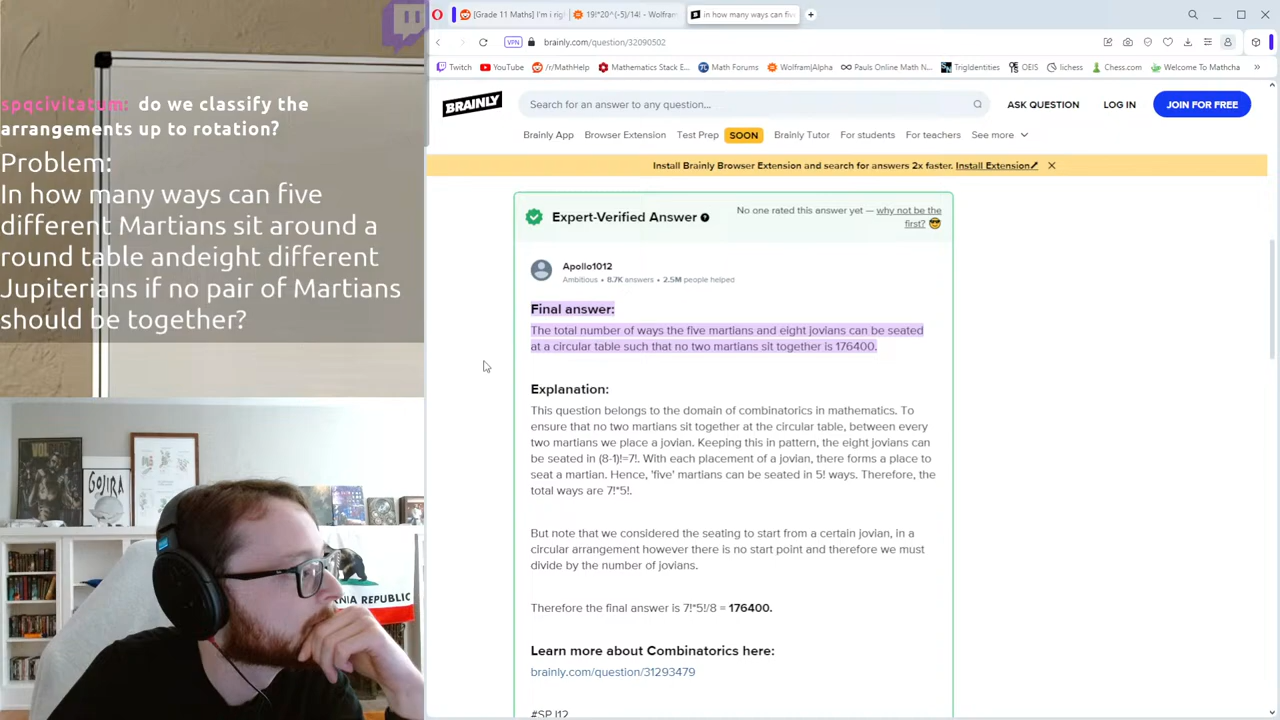 [Grade 11 Maths] I'm i rig
19!*20^(-5)/14! - Wolfram
in how many ways can five
VPN
brainly.com/question/32090502
Twitch
YouTube
/r/MathHelp
Mathematics Stack E...
Math Forums
Wolfram|Alpha
Pauls Online Math N...
TrigIdentities
OEIS
lichess
Chess.com
Welcome To Mathcha
»
spqcivitatum: do we classify the
arrangements up to rotation?
Problem:
In how many ways can five
different Martians sit around a
round table andeight different
Jupiterians if no pair of Martians
should be together?
VOL
GOJIRA
RNIA REPUBLIC
BRAINLY
Search for an answer to any question...
ASK QUESTION
LOG IN
JOIN FOR FREE
Brainly App
Browser Extension
Test Prep
SOON
Brainly Tutor
For students
For teachers
See more
Install Brainly Browser Extension and search for answers 2x faster. Install Extension
Expert-Verified Answer
No one rated this answer yet — why not be the
first? 😎
Apollo1012
Ambitious • 8.7K answers • 2.5M people helped
Final answer:
The total number of ways the five martians and eight jovians can be seated
at a circular table such that no two martians sit together is 176400.
Explanation:
This question belongs to the domain of combinatorics in mathematics. To
ensure that no two martians sit together at the circular table, between every
two martians we place a jovian. Keeping this in pattern, the eight jovians can
be seated in (8-1)!=7!. With each placement of a jovian, there forms a place to
seat a martian. Hence, 'five' martians can be seated in 5! ways. Therefore, the
total ways are 7!*5!.
But note that we considered the seating to start from a certain jovian, in a
circular arrangement however there is no start point and therefore we must
divide by the number of jovians.
Therefore the final answer is 7!*5!/8 = 176400.
Learn more about Combinatorics here:
brainly.com/question/31293479